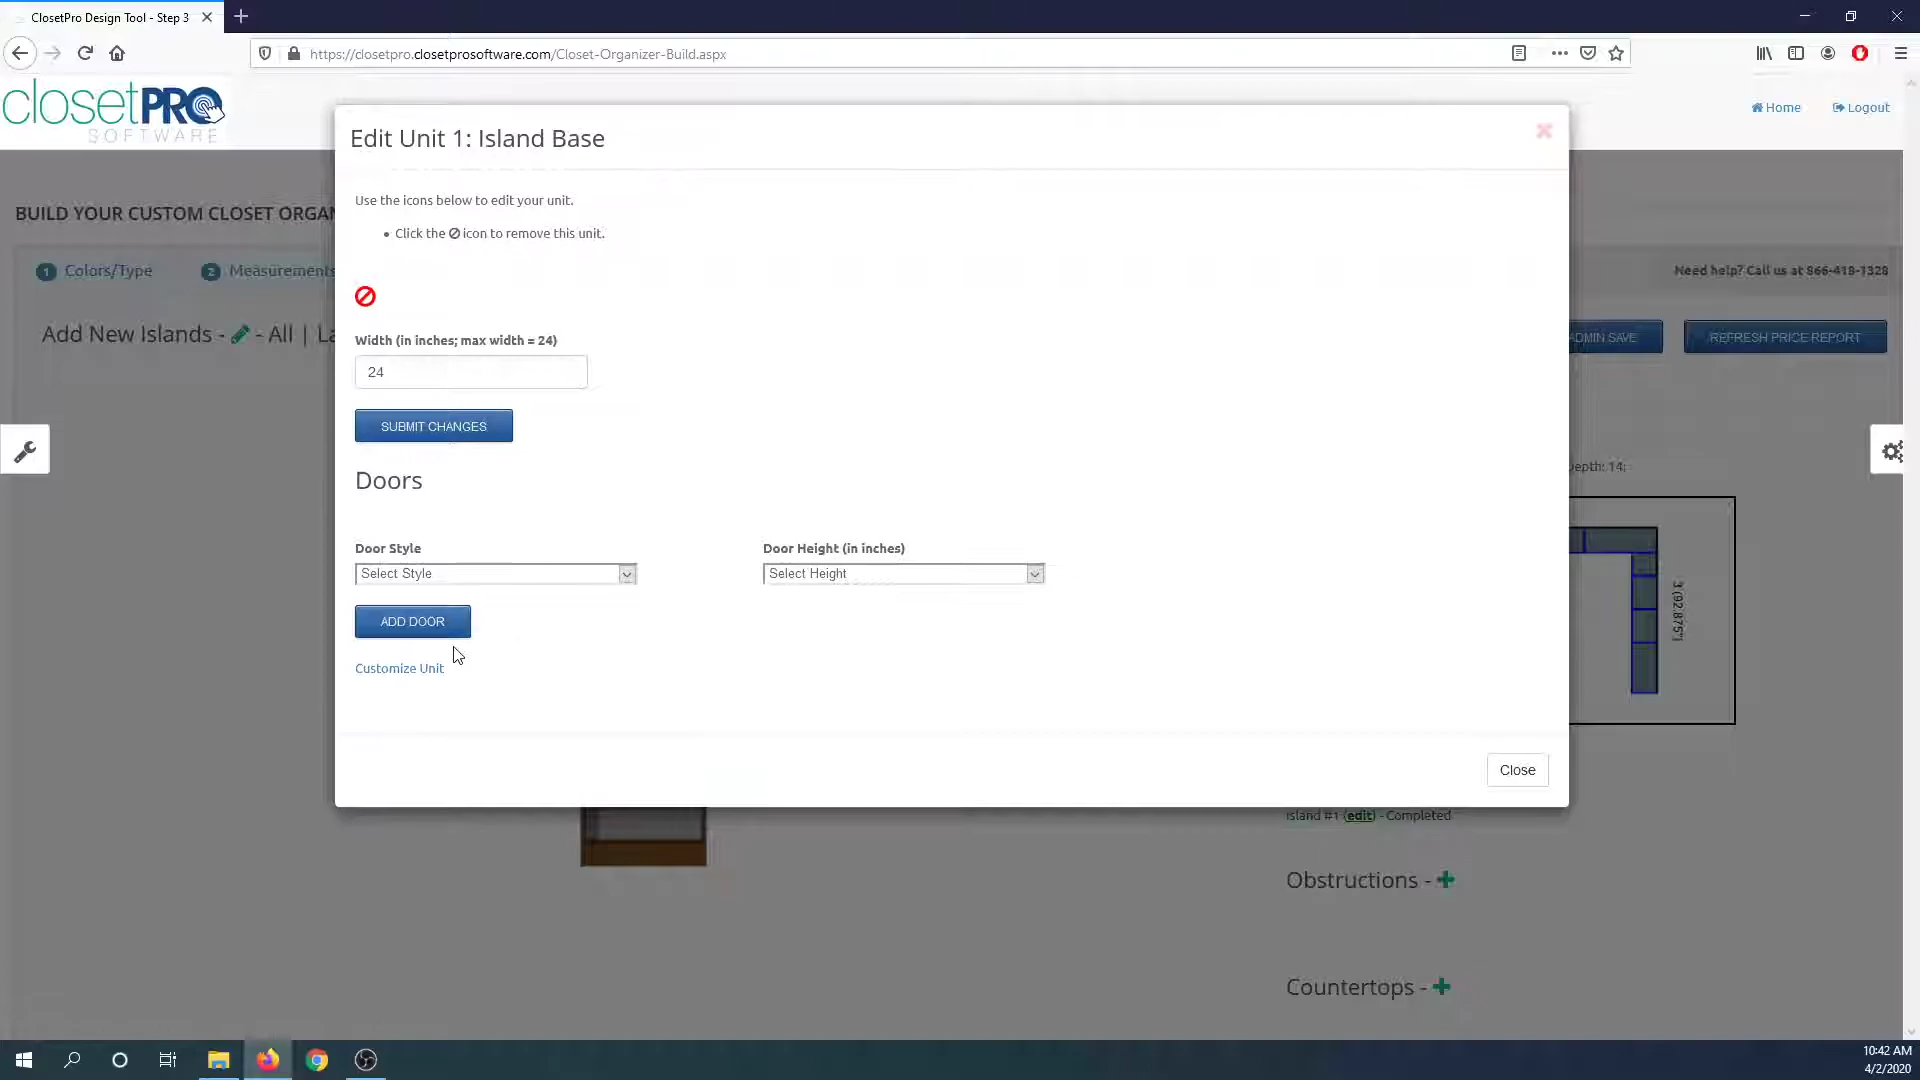 ClosetPro Design Tool - Step 3
https://closetpro.closetprosoftware.com/Closet-Organizer-Build.aspx
closetPRO
SOFTWARE
Home
Logout
Edit Unit 1: Island Base
Use the icons below to edit your unit.
BUILD YOUR CUSTOM CLOSET ORGAN
• Click the icon to remove this unit.
1 Colors/Type
2 Measurements
Need help? Call us at 866-418-1328
Add New Islands - - All | La
ADMIN SAVE
REFRESH PRICE REPORT
Width (in inches; max width = 24)
24
SUBMIT CHANGES
Depth: 14;
Doors
Door Style
Door Height (in inches)
Select Style
Select Height
ADD DOOR
Customize Unit
Close
Island #1 (edit) - Completed
Obstructions -
Countertops -
10:42 AM
4/2/2020